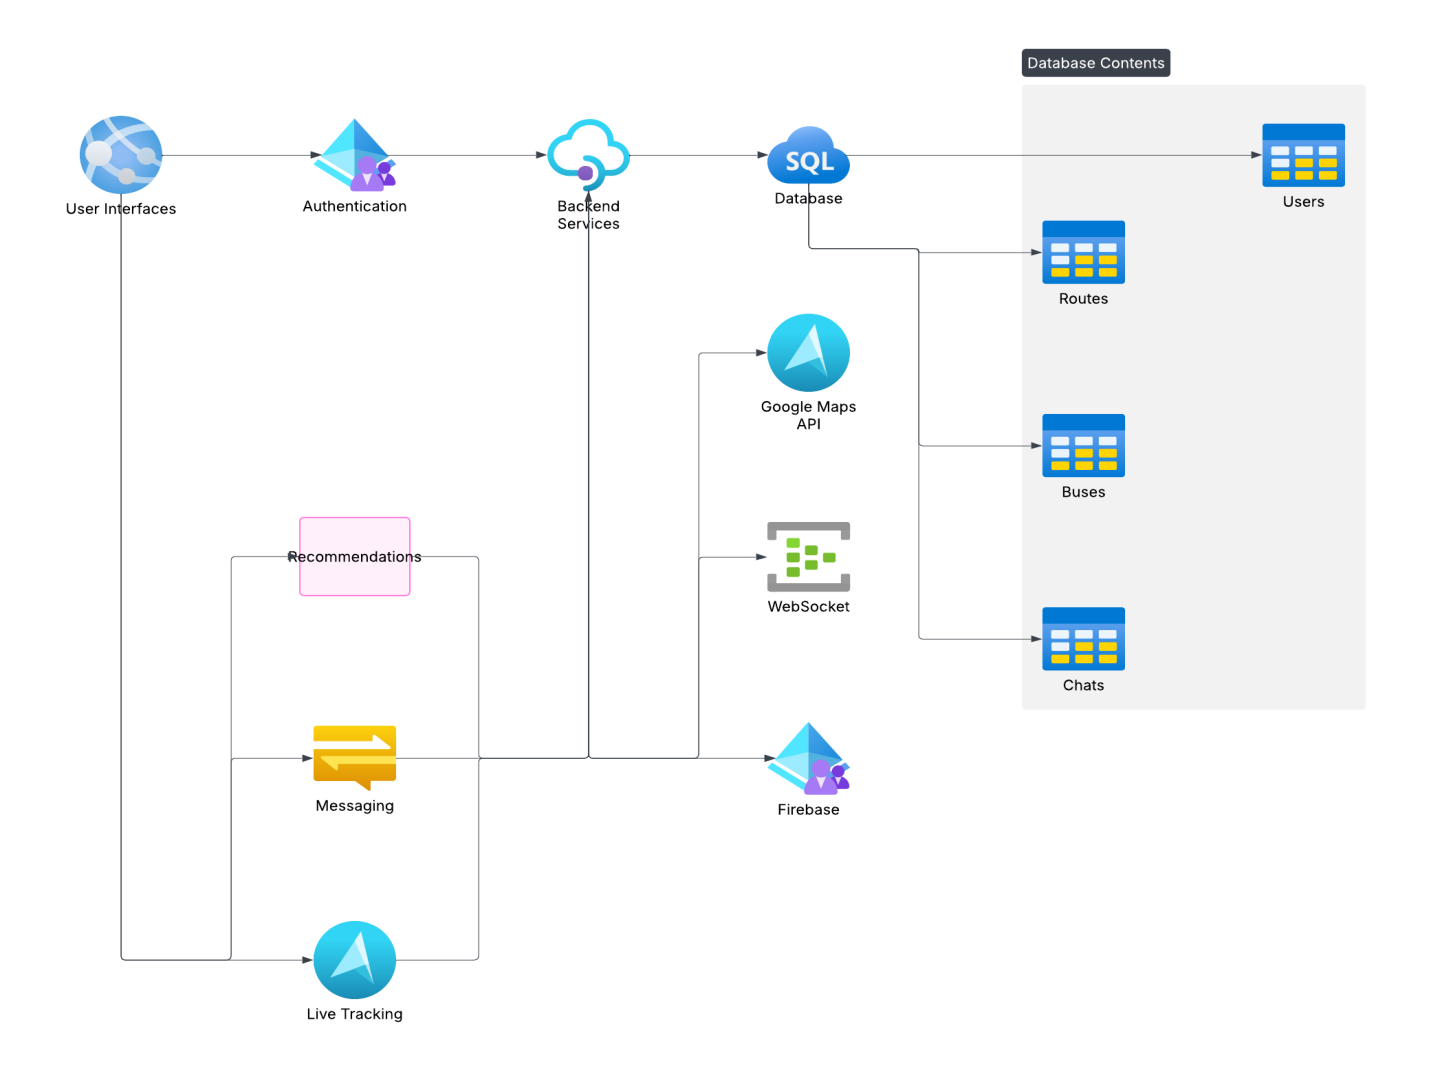 Database Contents
User Interfaces
Authentication
Backend
Services
SQL
Database
Users
Routes
Google Maps
API
Buses
Recommendations
WebSocket
Chats
Messaging
Firebase
Live Tracking